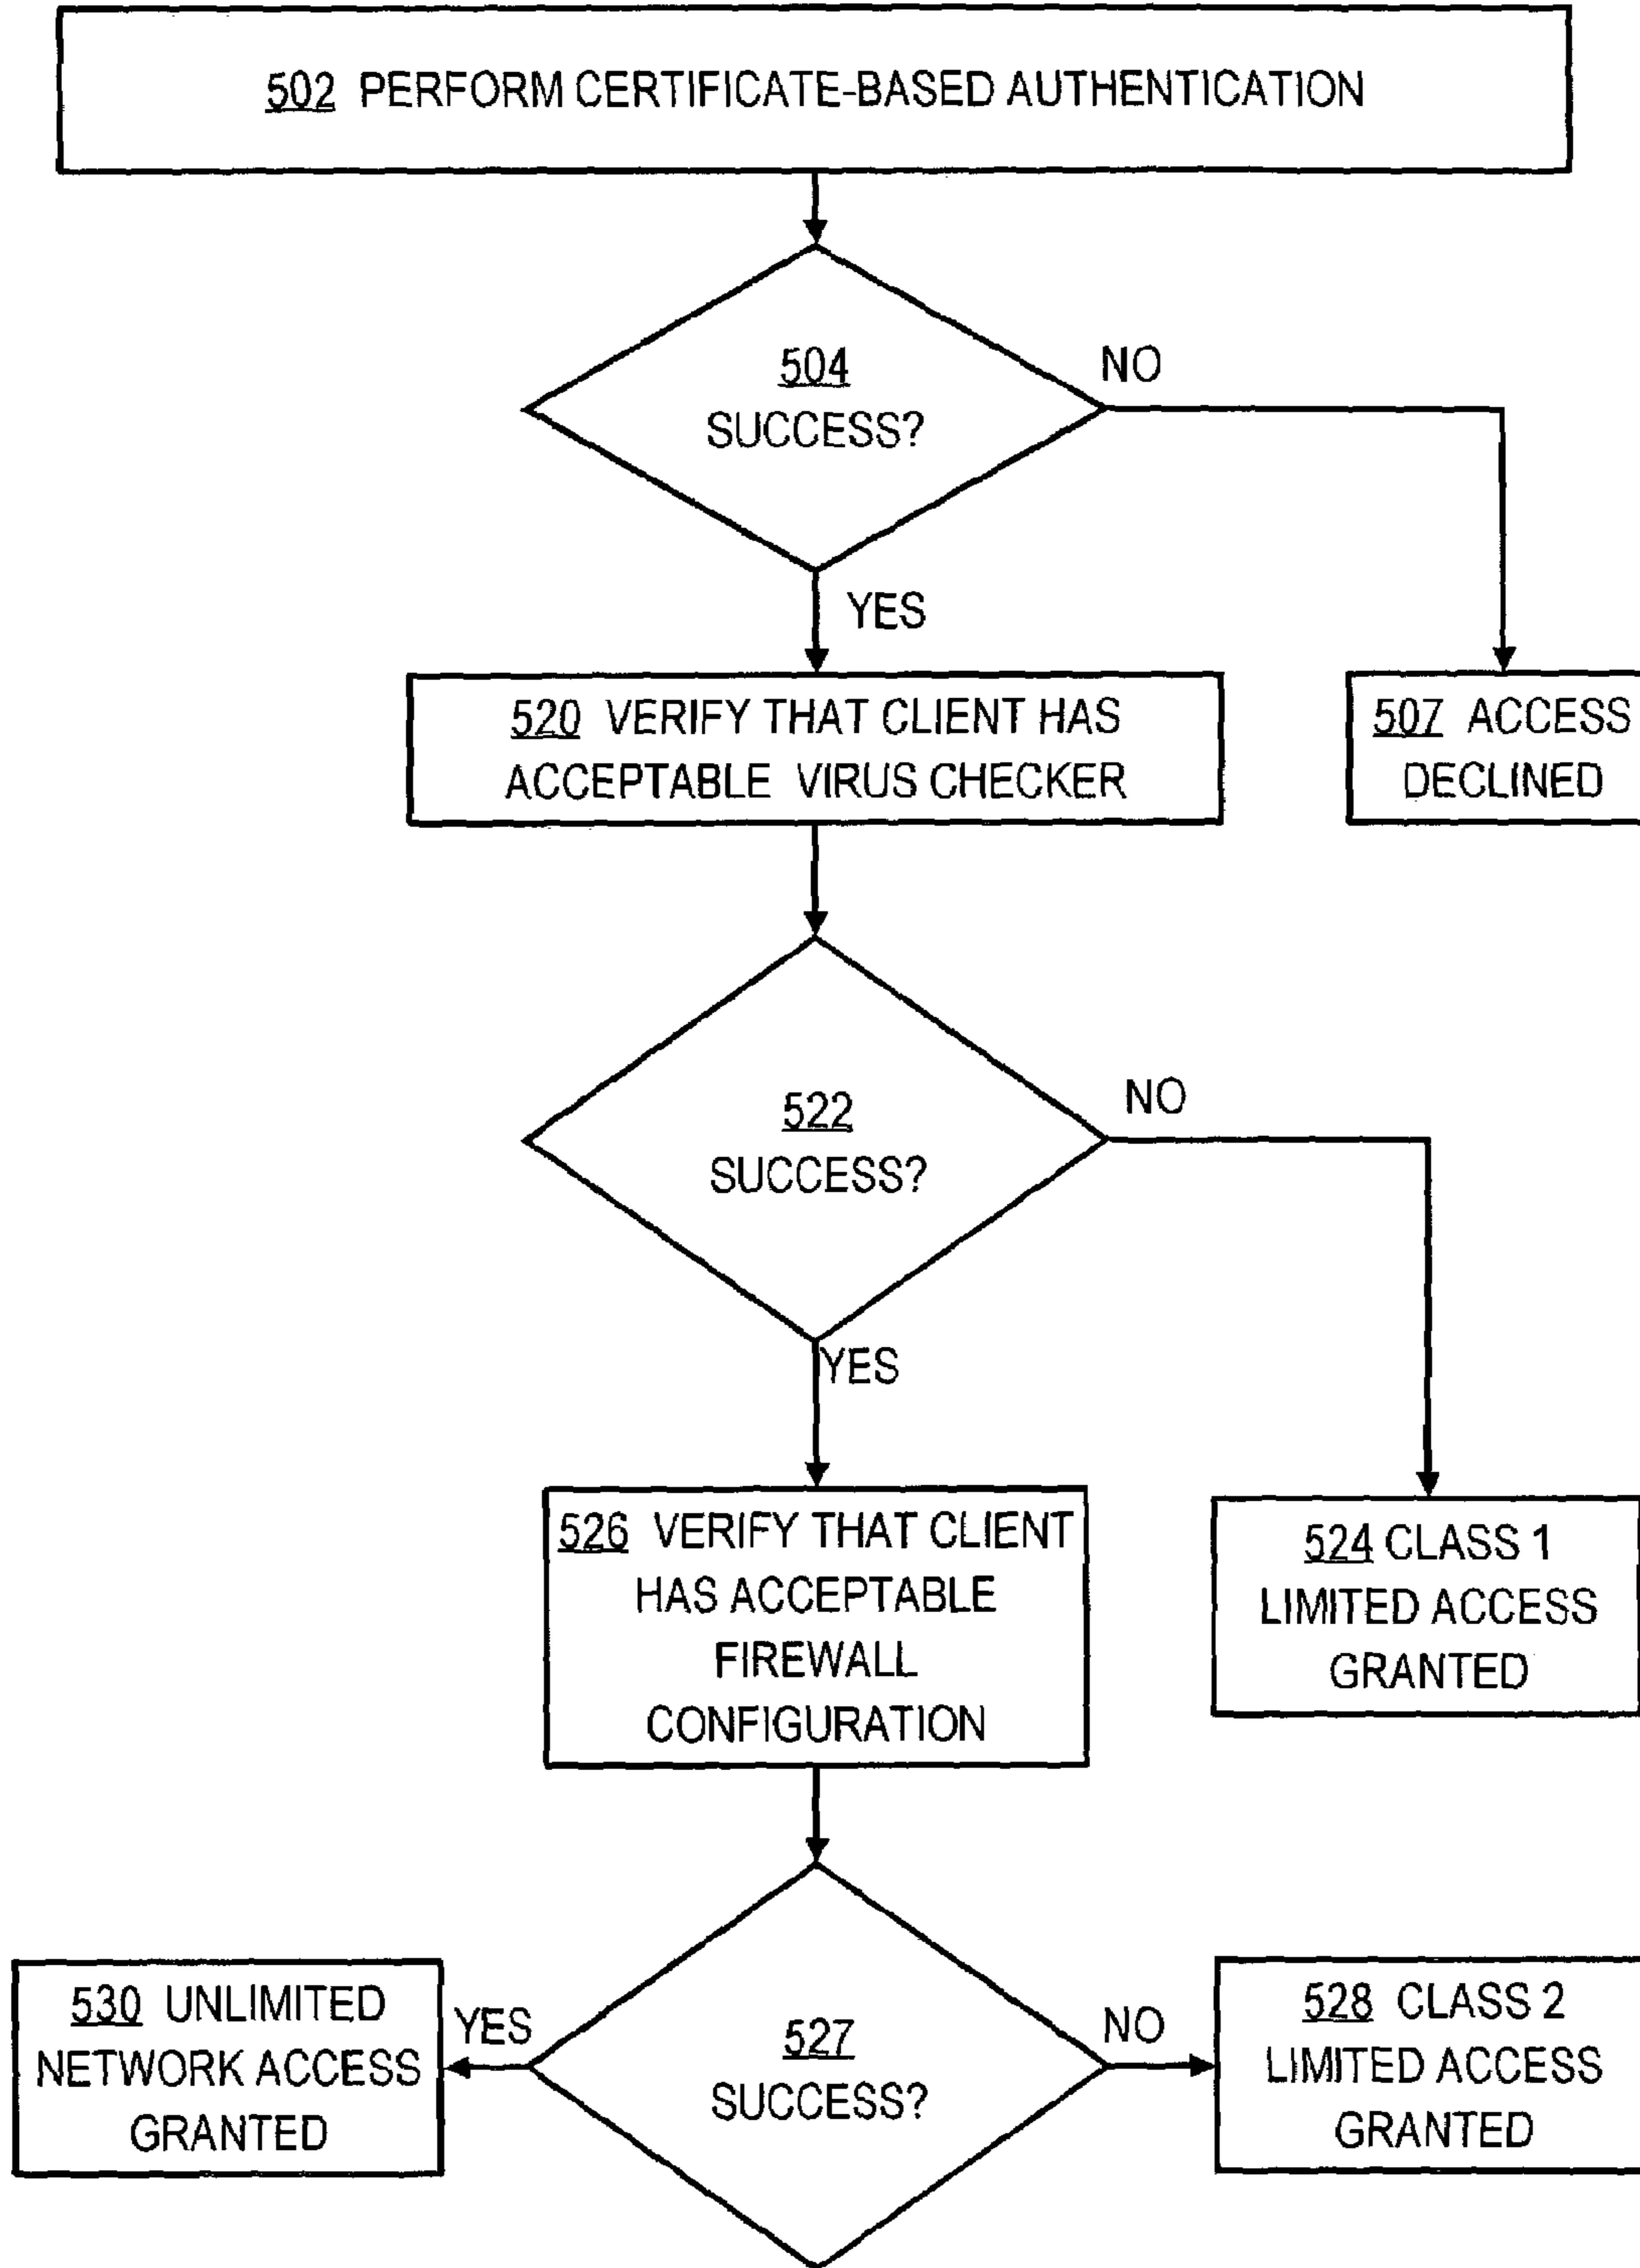 502 PERFORM CERTIFICATE-BASED AUTHENTICATION
504
SUCCESS?
NO
YES
520 VERIFY THAT CLIENT HAS
ACCEPTABLE VIRUS CHECKER
507 ACCESS
DECLINED
522
SUCCESS?
NO
YES
526 VERIFY THAT CLIENT
HAS ACCEPTABLE
FIREWALL
CONFIGURATION
524 CLASS 1
LIMITED ACCESS
GRANTED
530 UNLIMITED
NETWORK ACCESS
GRANTED
YES
527
SUCCESS?
NO
528 CLASS 2
LIMITED ACCESS
GRANTED